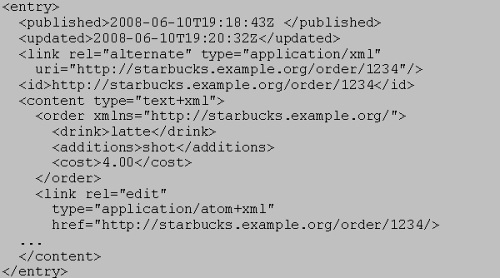 <entry>
<published>2008-06-10T19:18:43Z </published>
<updated>2008-06-10T19:20:32Z</updated>
<link rel="alternate" type="application/xml"
uri="http://starbucks.example.org/order/1234"/>
<id>http://starbucks.example.org/order/1234</id>
<content type="text+xml">
<order xmlns="http://starbucks.example.org/">
<drink>latte</drink>
<additions>shot</additions>
<cost>4.00</cost>
</order>
<link rel="edit"
type="application/atom+xml"
href="http://starbucks.example.org/order/1234/>
...
</content>
</entry>